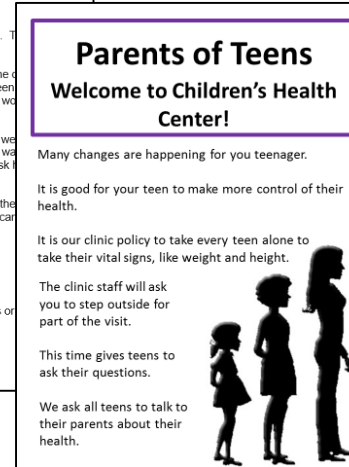 Parents of Teens
Welcome to Children's Health
Center!
Many changes are happening for you teenager.
It is good for your teen to make more control of their
health.
It is our clinic policy to take every teen alone to
take their vital signs, like weight and height.
The clinic staff will ask
you to step outside for
part of the visit.
This time gives teens to
ask their questions.
We ask all teens to talk to
their parents about their
health.